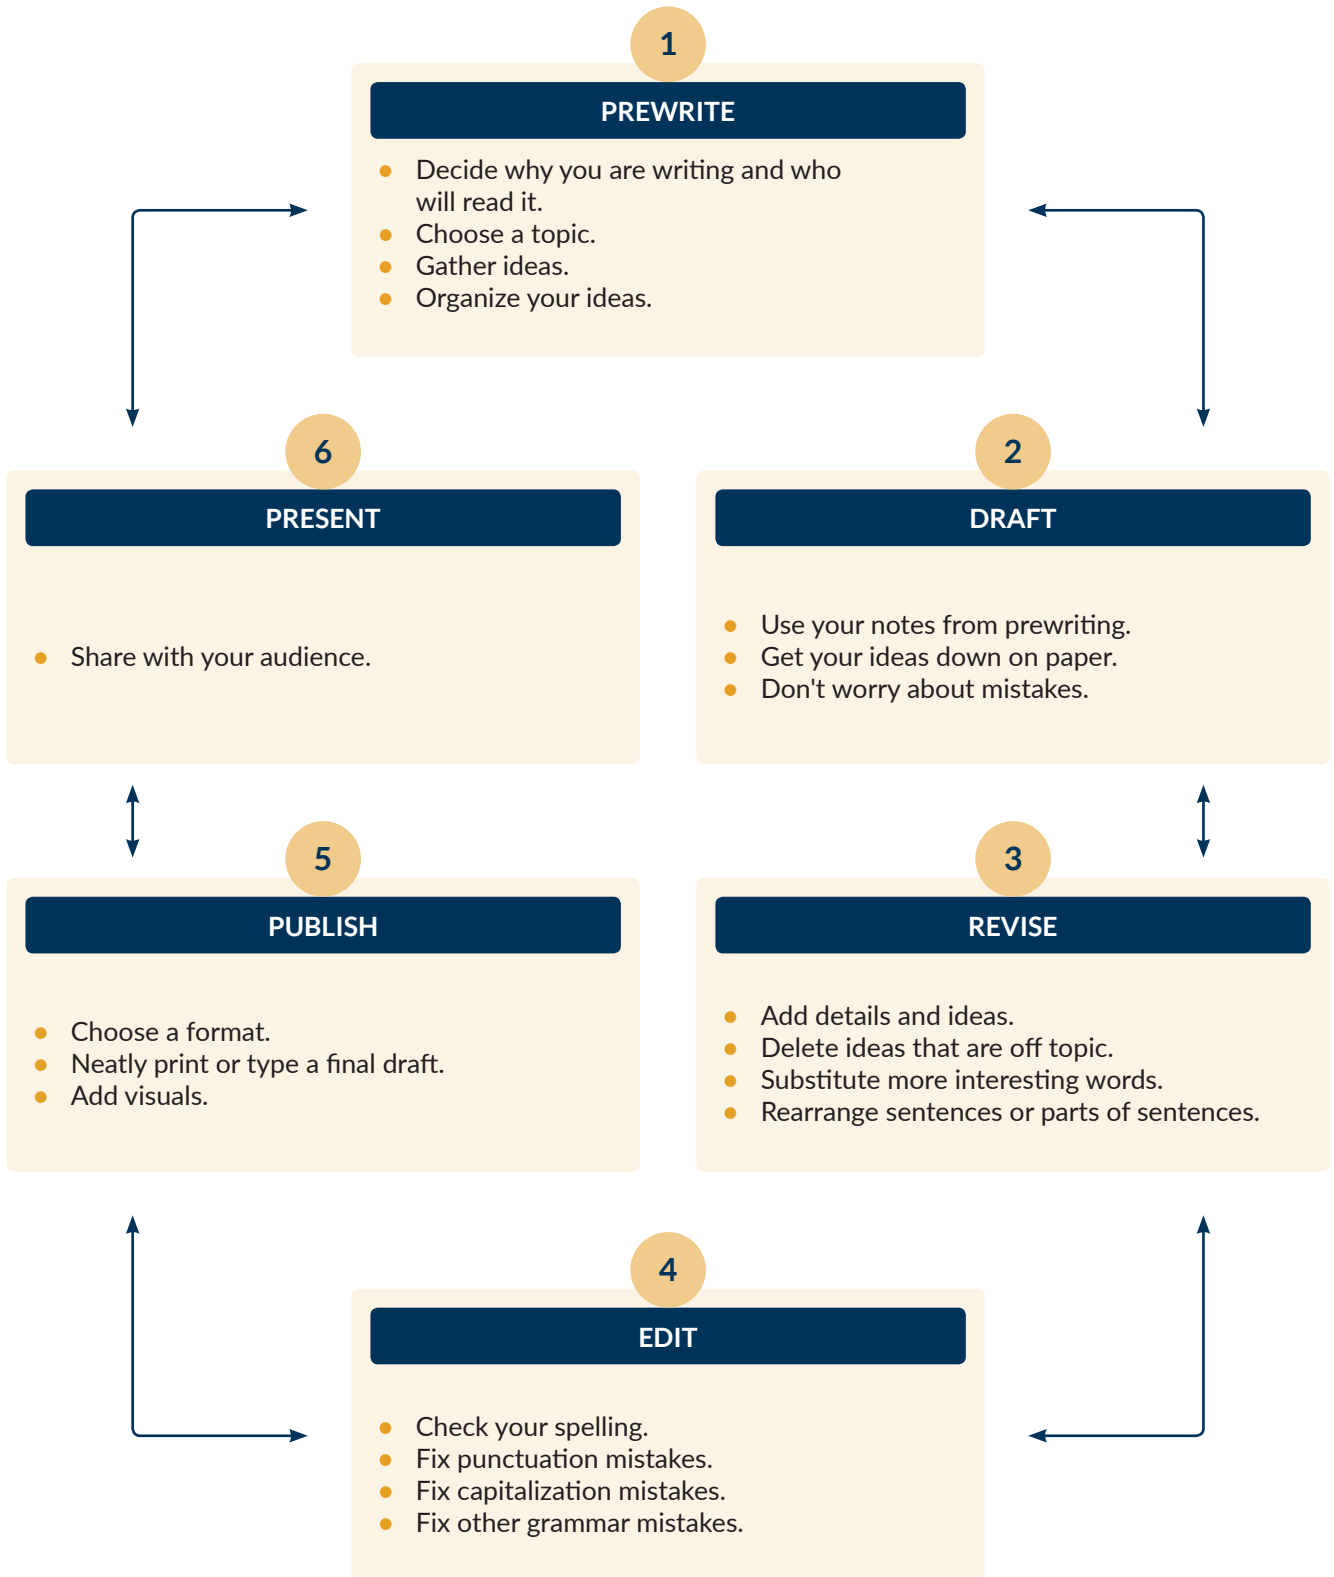 1
PREWRITE
● Decide why you are writing and who
will read it.
● Choose a topic.
● Gather ideas.
● Organize your ideas.
2
DRAFT
● Use your notes from prewriting.
● Get your ideas down on paper.
● Don't worry about mistakes.
3
REVISE
● Add details and ideas.
● Delete ideas that are off topic.
● Substitute more interesting words.
● Rearrange sentences or parts of sentences.
4
EDIT
● Check your spelling.
● Fix punctuation mistakes.
● Fix capitalization mistakes.
● Fix other grammar mistakes.
5
PUBLISH
● Choose a format.
● Neatly print or type a final draft.
● Add visuals.
6
PRESENT
● Share with your audience.